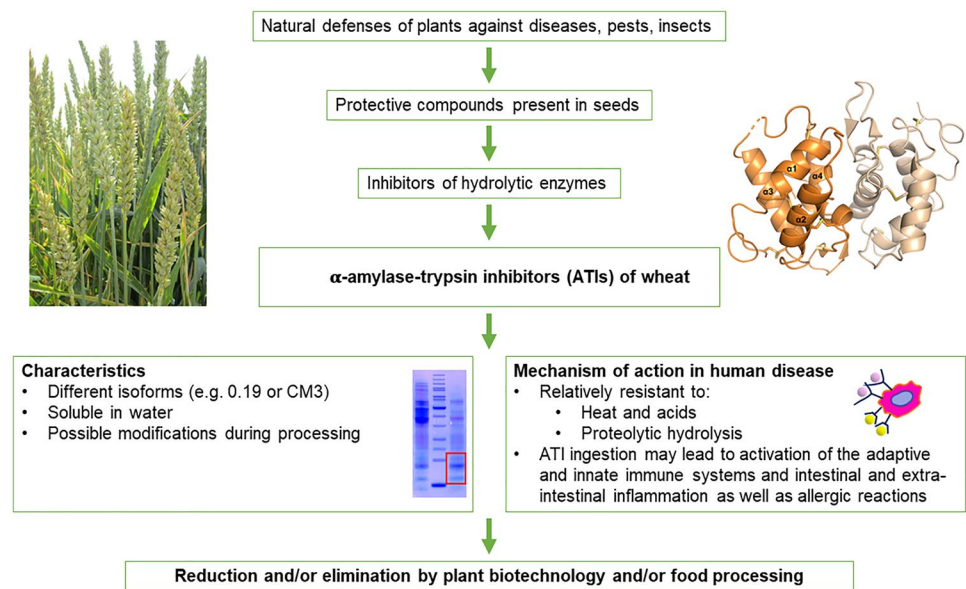 Natural defenses of plants against diseases, pests, insects
Protective compounds present in seeds
α1
α4
α3
α2
Inhibitors of hydrolytic enzymes
α-amylase-trypsin inhibitors (ATIs) of wheat
Characteristics
• Different isoforms (e.g. 0.19 or CM3)
• Soluble in water
• Possible modifications during processing
Mechanism of action in human disease
• Relatively resistant to:
• Heat and acids
• Proteolytic hydrolysis
• ATI ingestion may lead to activation of the adaptive
and innate immune systems and intestinal and extra-
intestinal inflammation as well as allergic reactions
Reduction and/or elimination by plant biotechnology and/or food processing